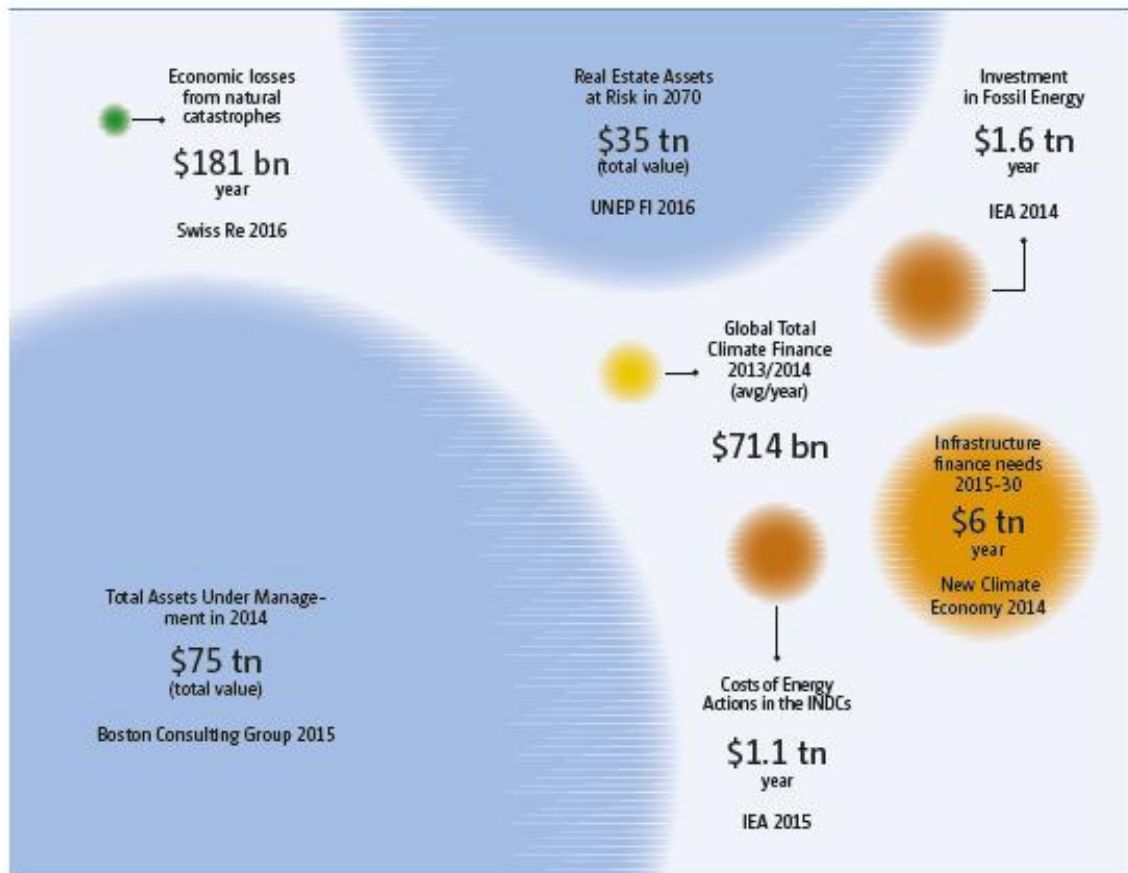 Economic losses
from natural
catastrophes
$181 bn
year
Swiss Re 2016
Real Estate Assets
at Risk in 2070
$35 tn
(total value)
UNEP FI 2016
Investment
in Fossil Energy
$1.6 tn
year
IEA 2014
Global Total
Climate Finance
2013/2014
(avg/year)
$714 bn
Infrastructure
finance needs
2015-30
$6 tn
year
New Climate
Economy 2014
Total Assets Under Manage-
ment in 2014
$75 tn
(total value)
Boston Consulting Group 2015
Costs of Energy
Actions in the INDCs
$1.1 tn
year
IEA 2015